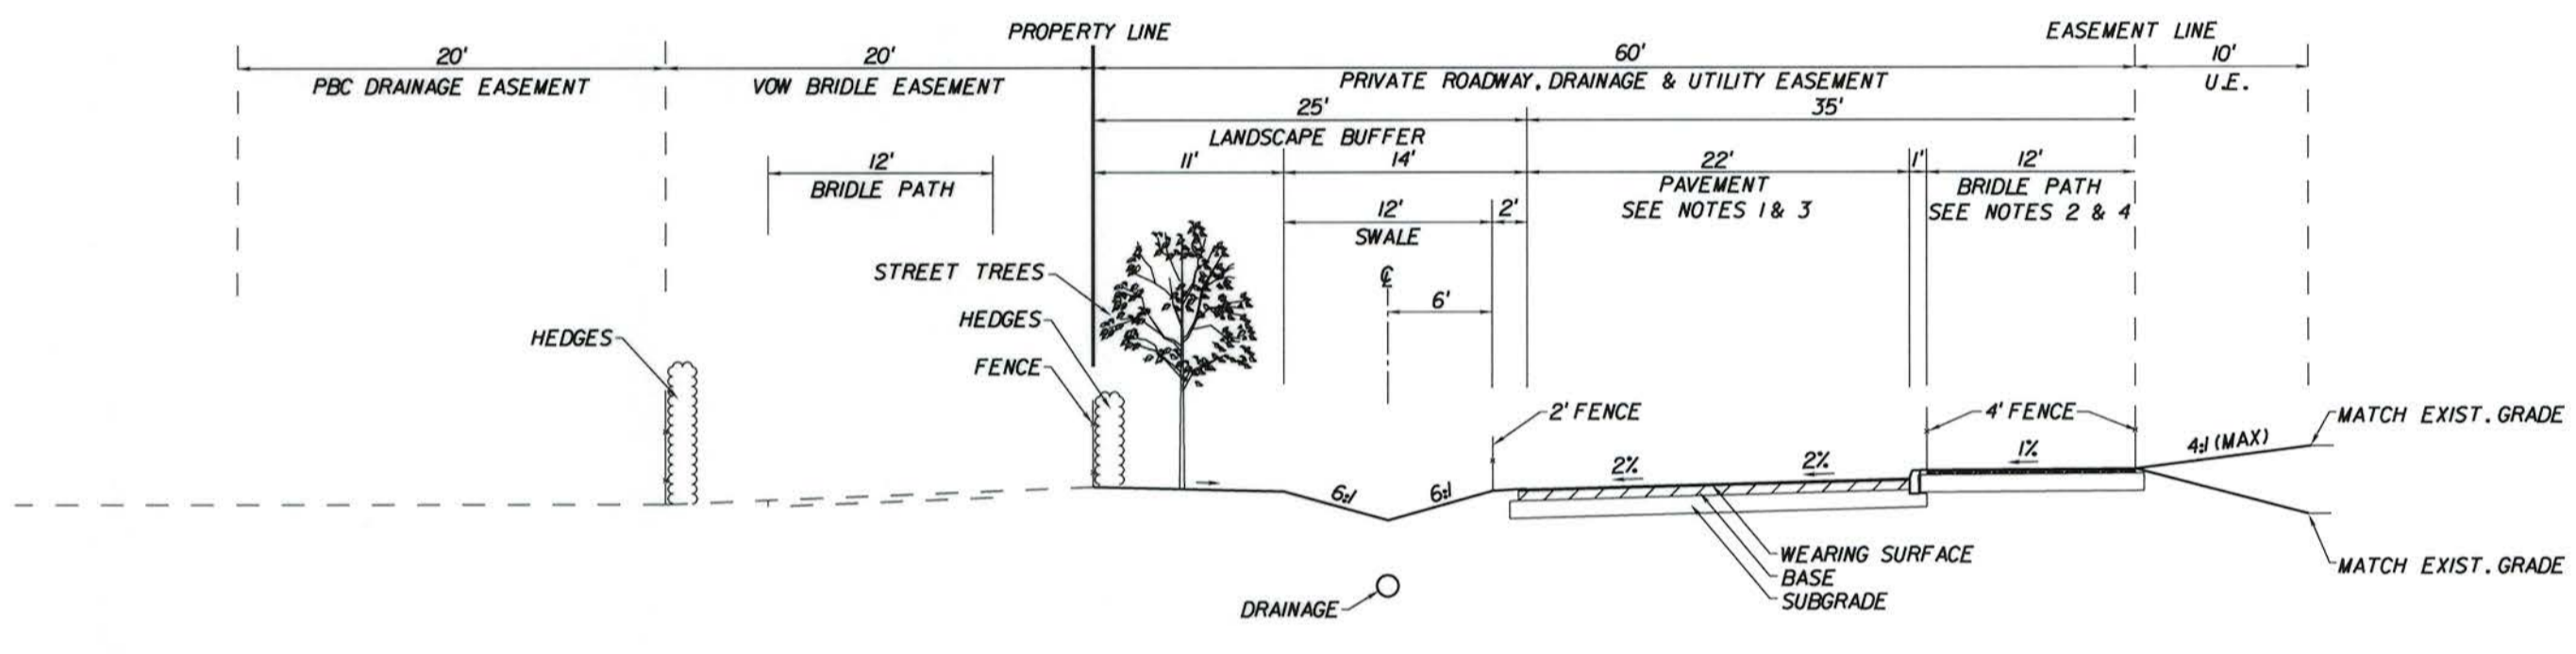 PROPERTY LINE
EASEMENT LINE
20'
20'
60'
10'
PBC DRAINAGE EASEMENT
VOW BRIDLE EASEMENT
PRIVATE ROADWAY, DRAINAGE & UTILITY EASEMENT
U.E.
25'
35'
LANDSCAPE BUFFER
12'
11'
14'
22'
1'
12'
BRIDLE PATH
PAVEMENT
SEE NOTES 1 & 3
BRIDLE PATH
SEE NOTES 2 & 4
12'
2'
SWALE
STREET TREES
℄
6'
HEDGES
HEDGES
FENCE
2' FENCE
4' FENCE
MATCH EXIST. GRADE
2%
2%
1%
4:1 (MAX)
6:1
6:1
WEARING SURFACE
BASE
SUBGRADE
MATCH EXIST. GRADE
DRAINAGE